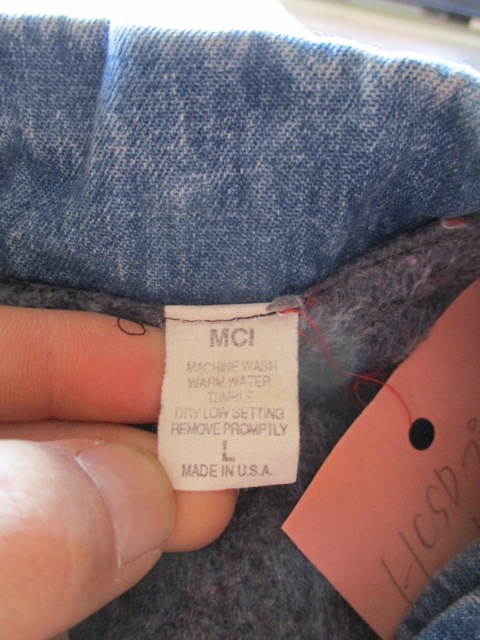 MCI
MACHINE WASH
WARM WATER.
TUMBLE
DRY LOW SETTING
REMOVE PROMPTLY
L
MADE IN U.S.A.